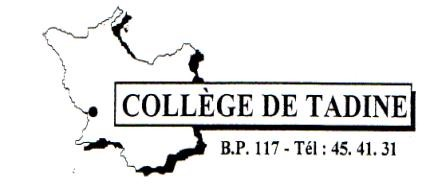 COLLÈGE DE TADINE
B.P. 117 - Tél : 45. 41. 31